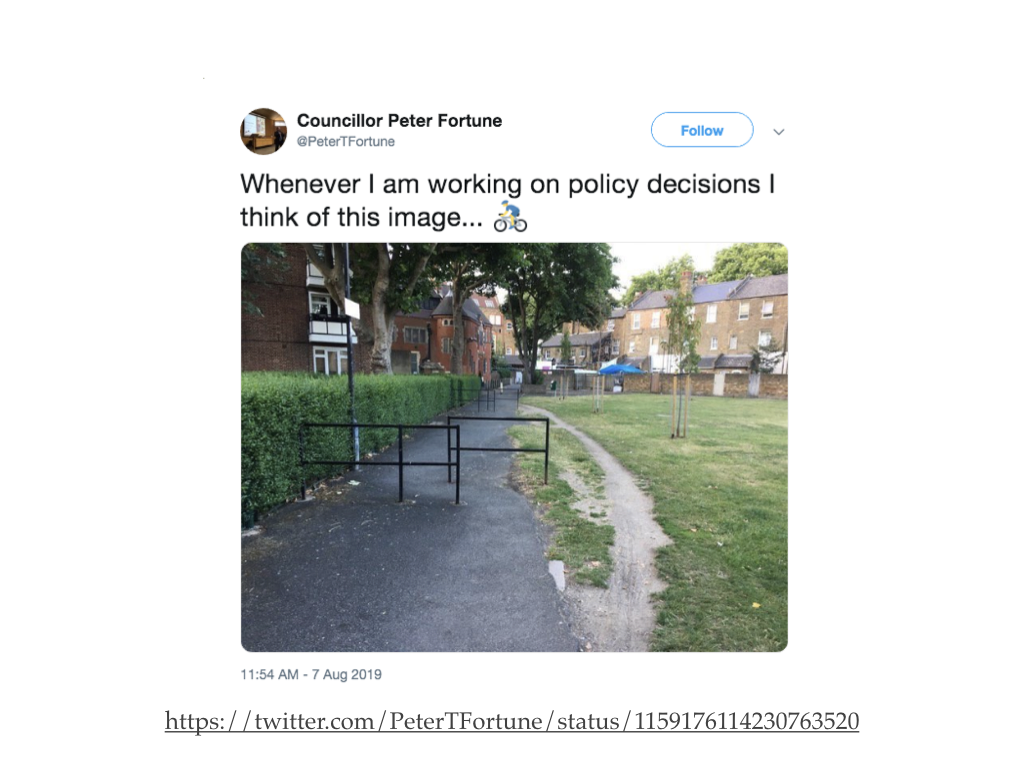 Councillor Peter Fortune
@PeterTFortune
Follow
Whenever I am working on policy decisions I
think of this image... 🚴
11:54 AM - 7 Aug 2019
https://twitter.com/PeterTFortune/status/1159176114230763520